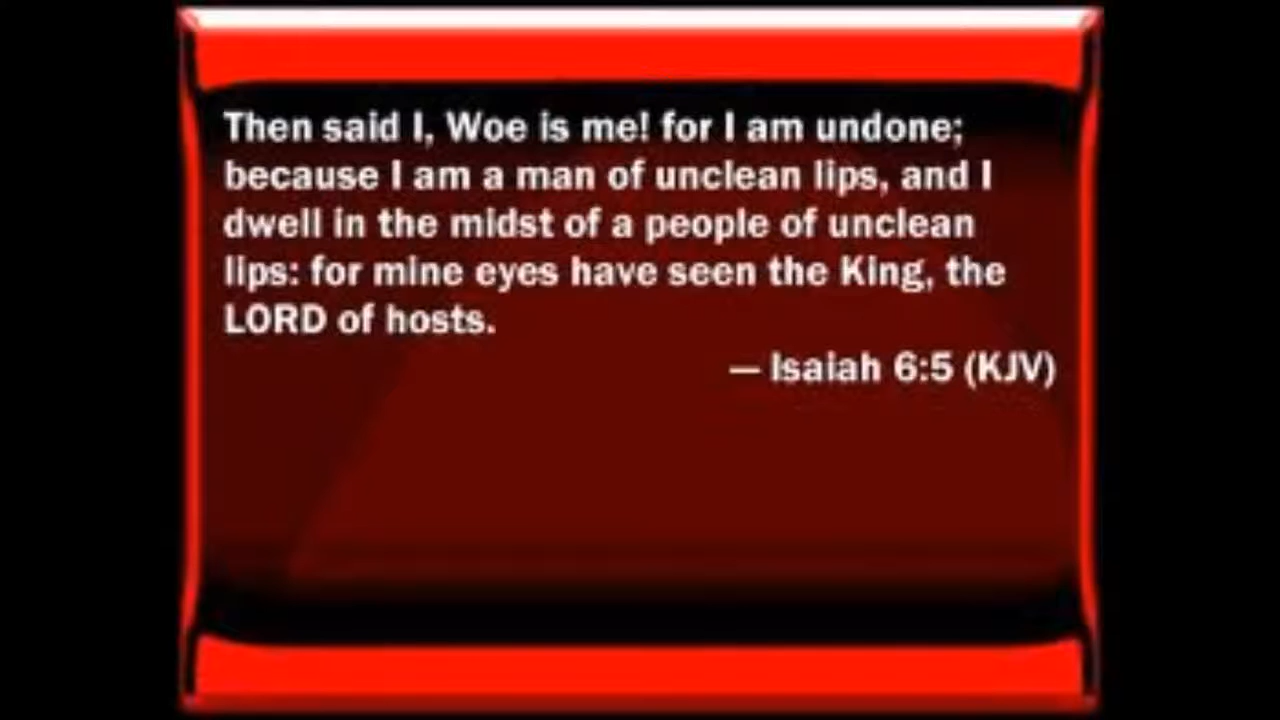 Then said I, Woe is me! for I am undone;
because I am a man of unclean lips, and I
dwell in the midst of a people of unclean
lips: for mine eyes have seen the King, the
LORD of hosts.
— Isaiah 6:5 (KJV)